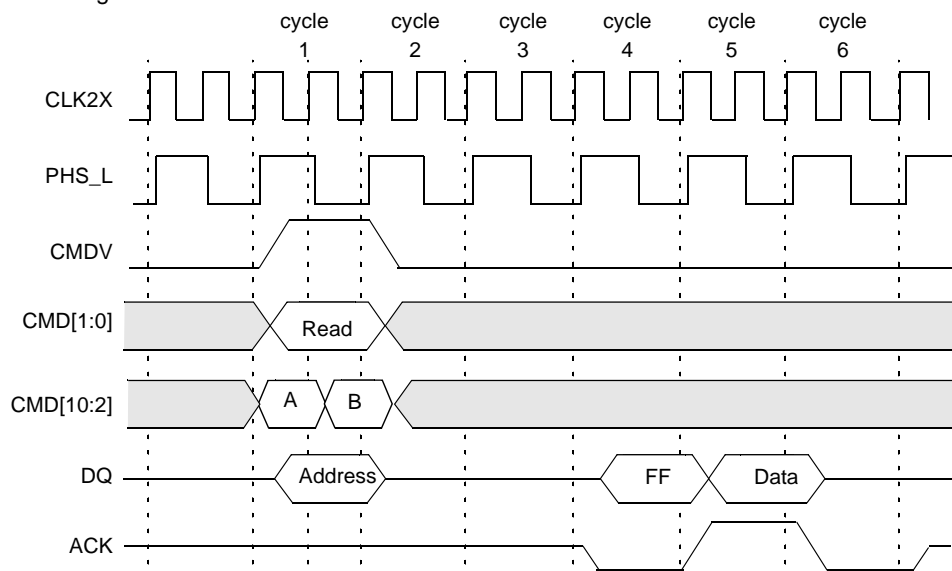 cycle cycle cycle cycle cycle cycle
1 2 3 4 5 6
CLK2X
PHS_L
CMDV
CMD[1:0] Read
CMD[10:2] A B
DQ Address FF Data
ACK